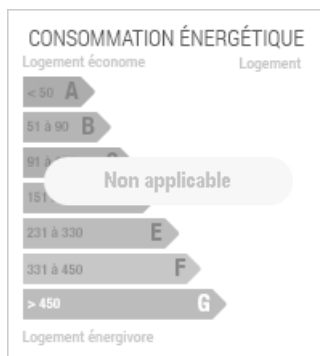 CONSOMMATION ÉNERGÉTIQUE
Logement économe Logement
< 50 A
51 à 90 B
91 à
Non applicable
151
231 à 330 E
331 à 450 F
> 450 G
Logement énergivore